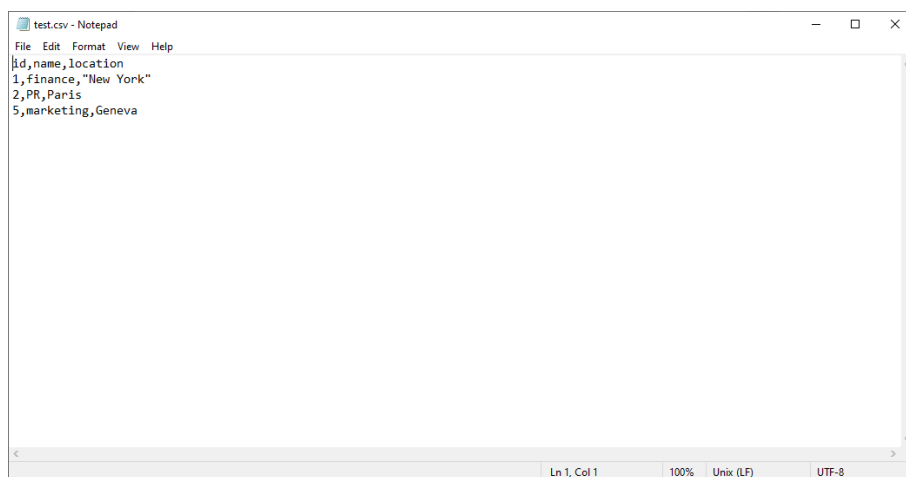 test.csv - Notepad
File Edit Format View Help
id,name,location
1,finance,"New York"
2,PR,Paris
5,marketing,Geneva
Ln 1, Col 1 100% Unix (LF) UTF-8